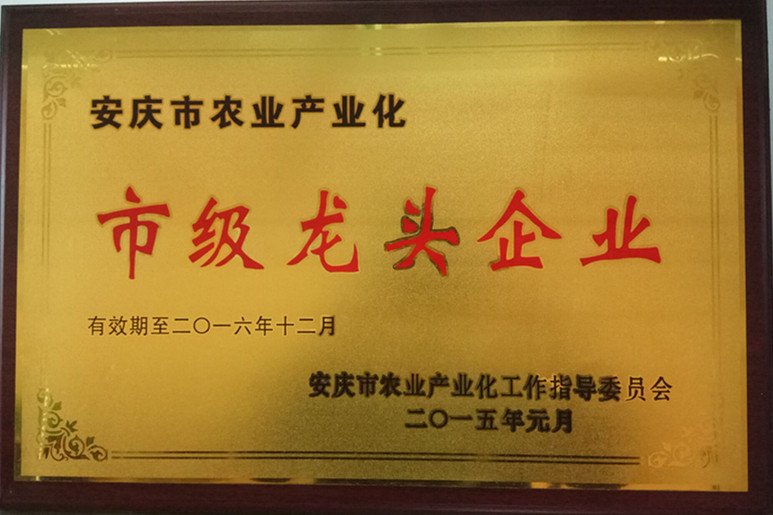 安庆市农业产业化
市级龙头企业
有效期至二〇一六年十二月
安庆市农业产业化工作指导委员会
二〇一五年元月